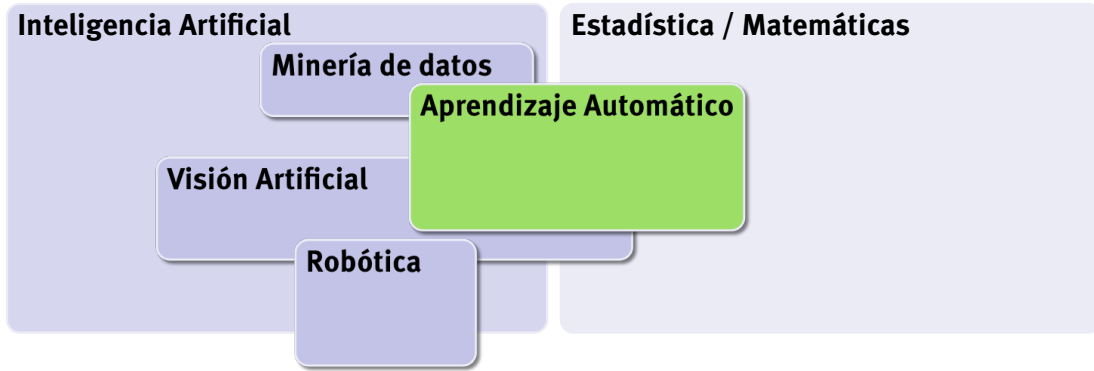 Inteligencia Artificial
Estadística / Matemáticas
Minería de datos
Aprendizaje Automático
Visión Artificial
Robótica